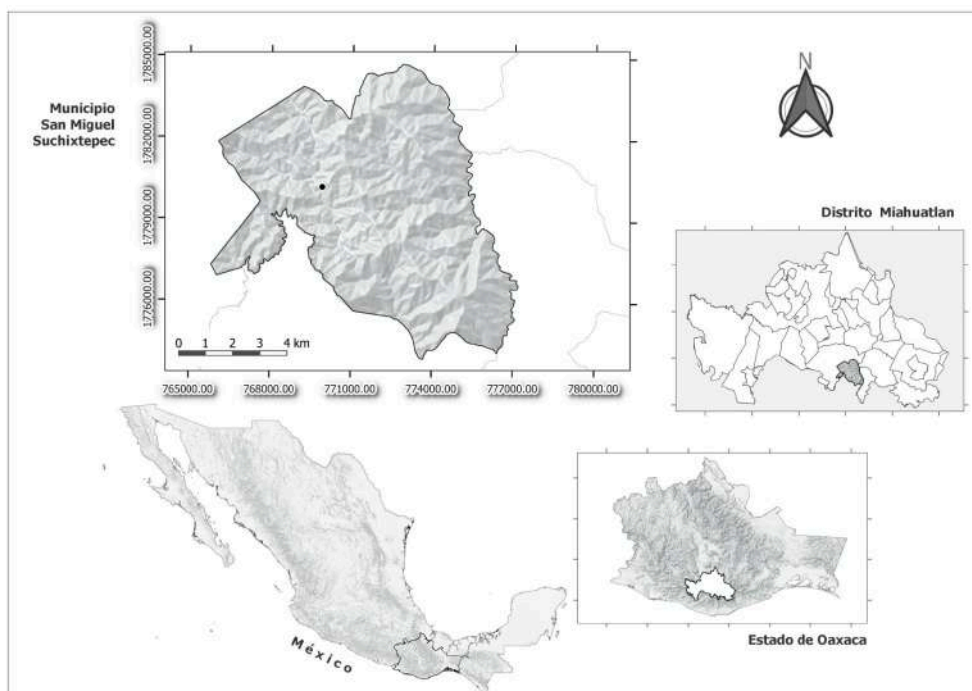 Municipio
San Miguel
Suchixtepec
1785000.00
1782000.00
1779000.00
1776000.00
0 1 2 3 4 km
765000.00 768000.00 771000.00 774000.00 777000.00 780000.00
N
Distrito Miahuatlan
México
Estado de Oaxaca